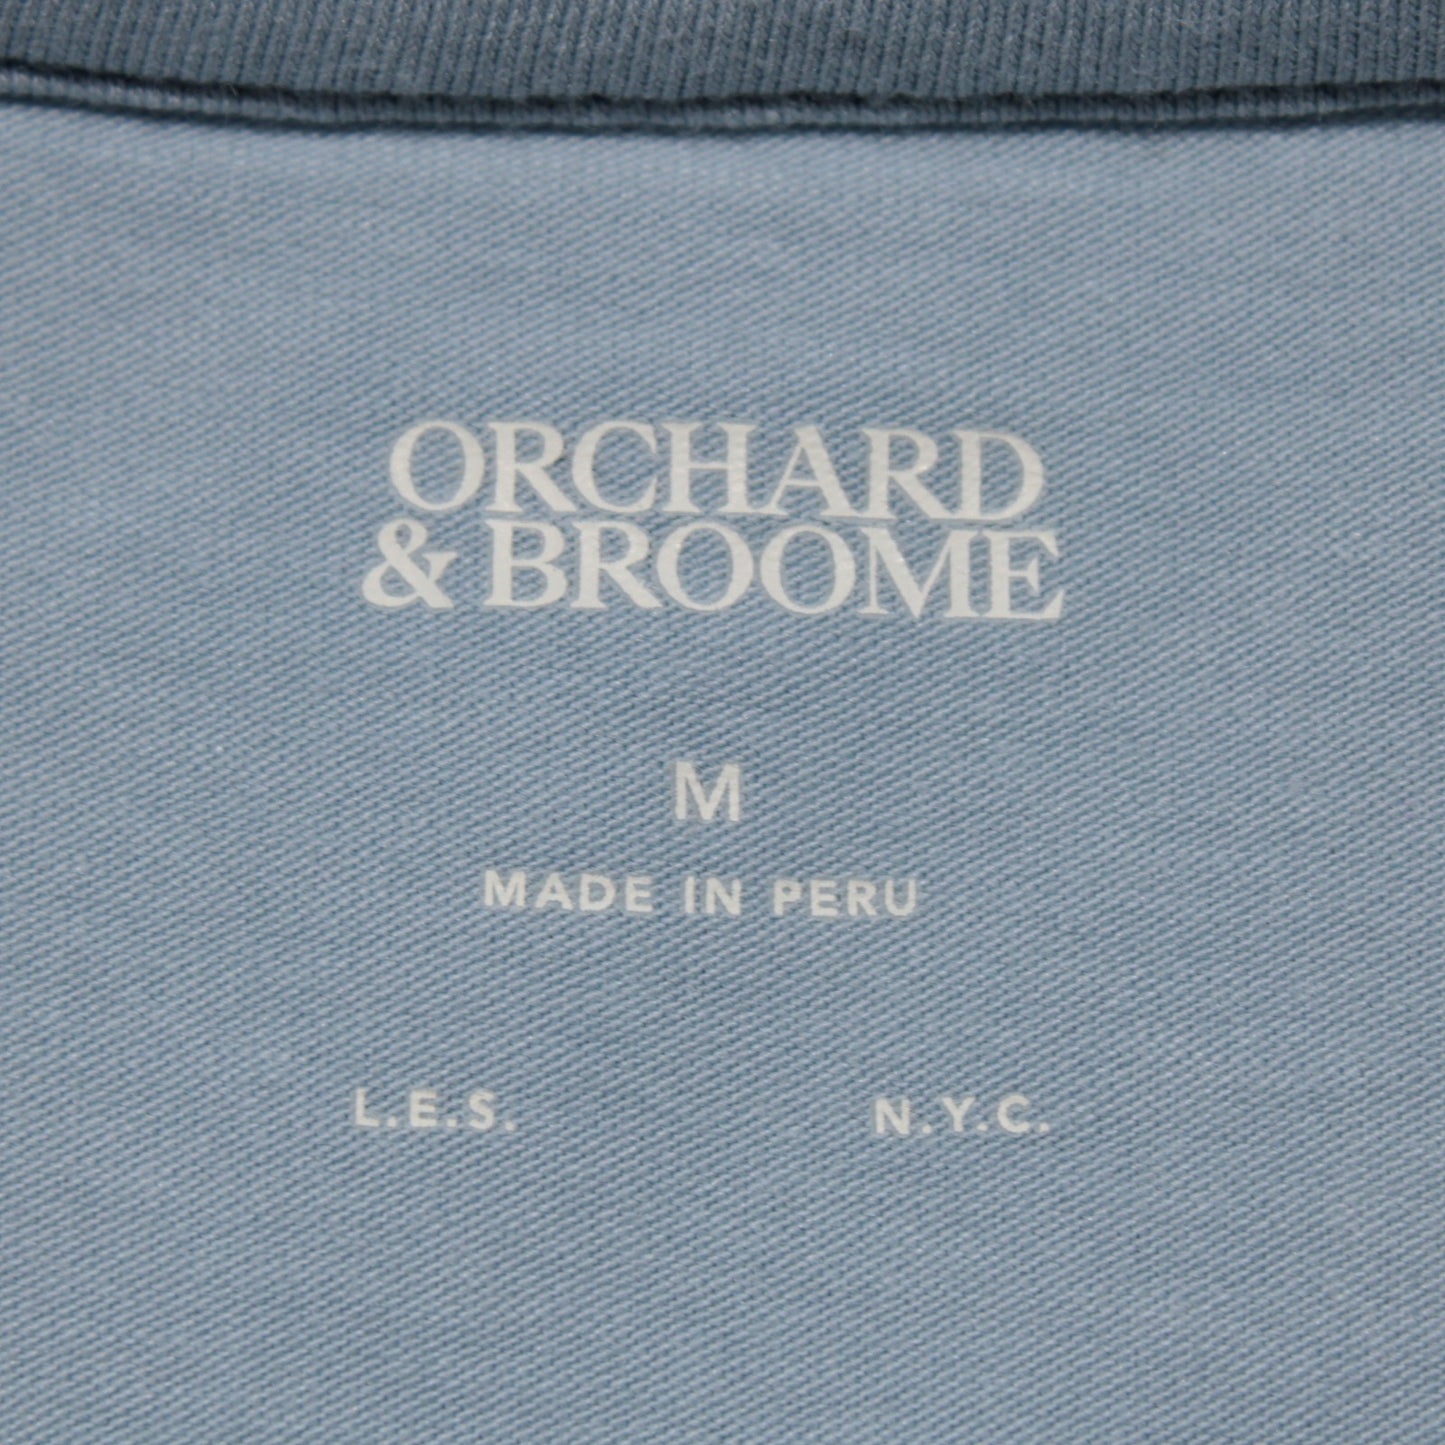 ORCHARD
& BROOME
M
MADE IN PERU
L.E.S. N.Y.C.